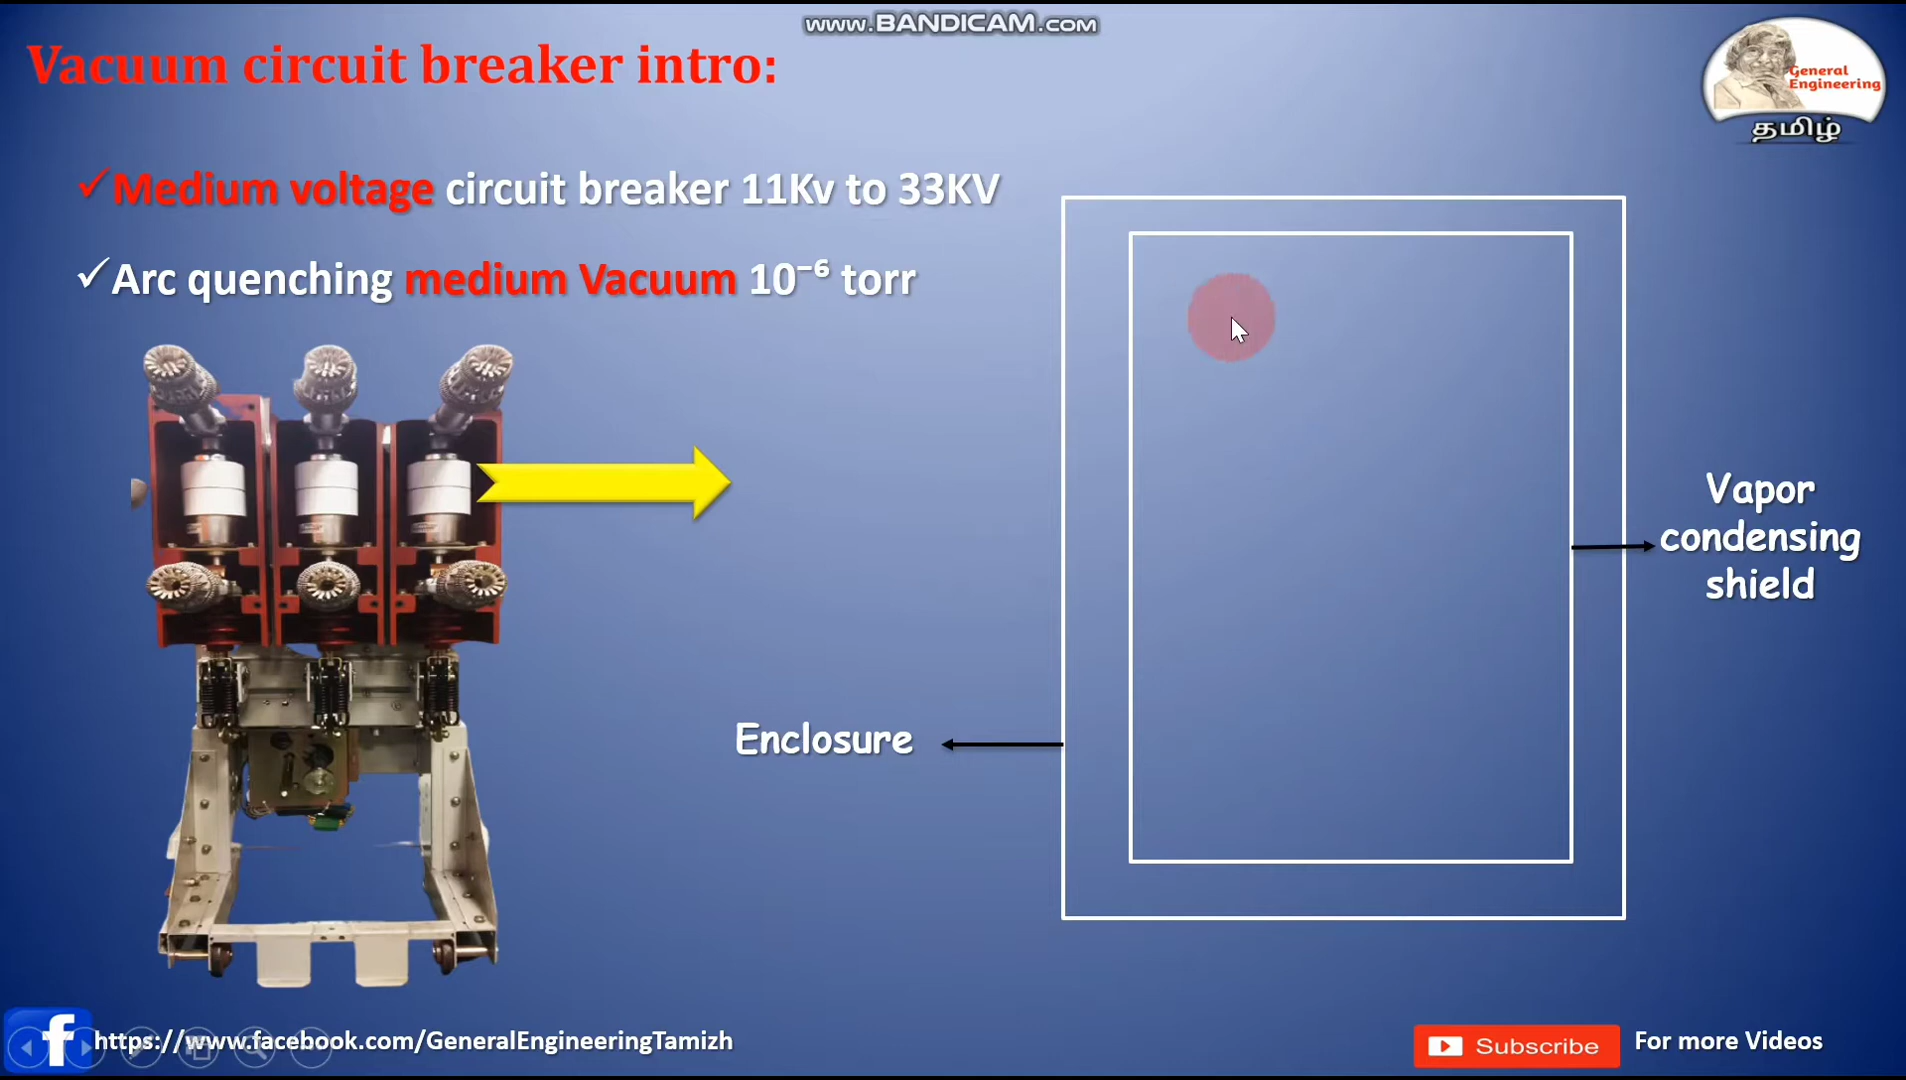 www.BANDICAM.com
Vacuum circuit breaker intro:
General
Engineering
தமிழ்
✓Medium voltage circuit breaker 11Kv to 33KV
✓Arc quenching medium Vacuum 10⁻⁶ torr
Vapor
condensing
shield
Enclosure
f https://www.facebook.com/GeneralEngineeringTamizh
Subscribe For more Videos